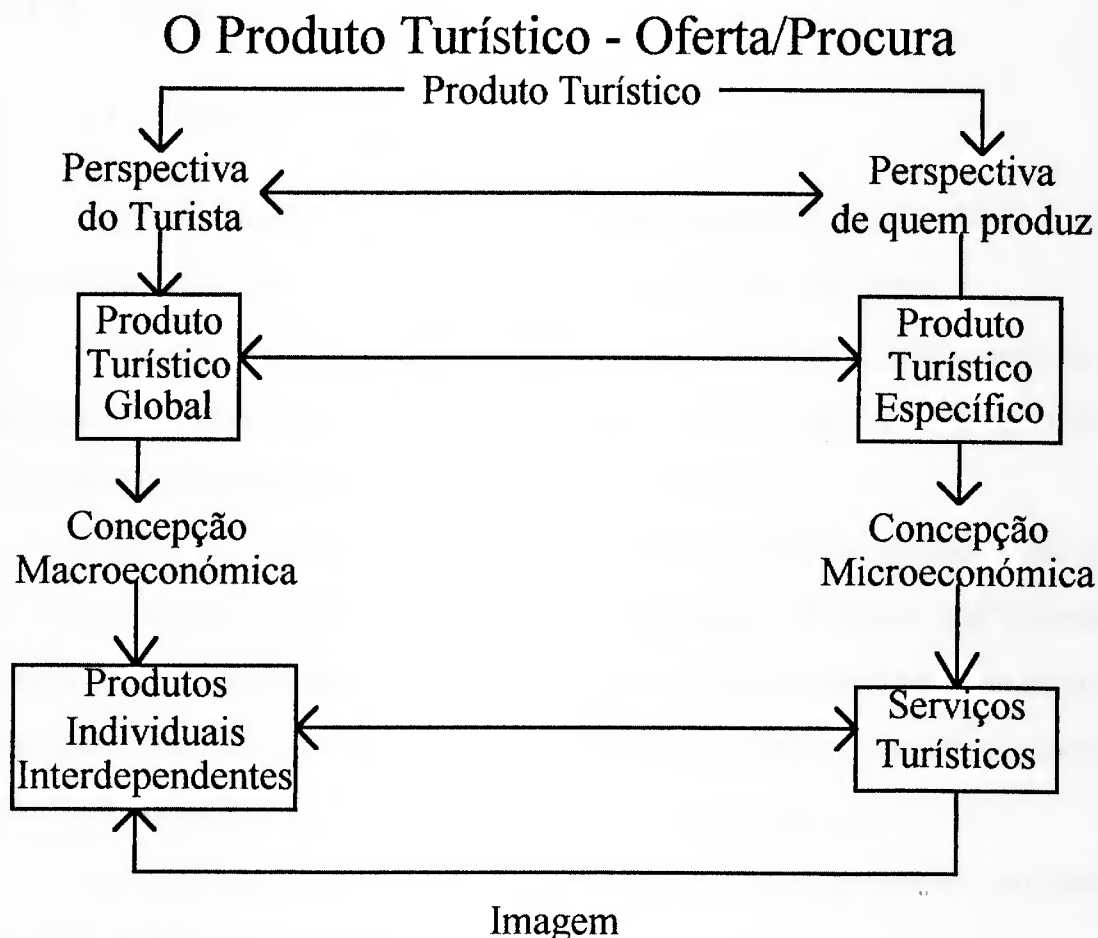 O Produto Turístico - Oferta/Procura
Produto Turístico
Perspectiva
do Turista
Perspectiva
de quem produz
Produto
Turístico
Global
Produto
Turístico
Específico
Concepção
Macroeconómica
Concepção
Microeconómica
Produtos
Individuais
Interdependentes
Serviços
Turísticos
Imagem